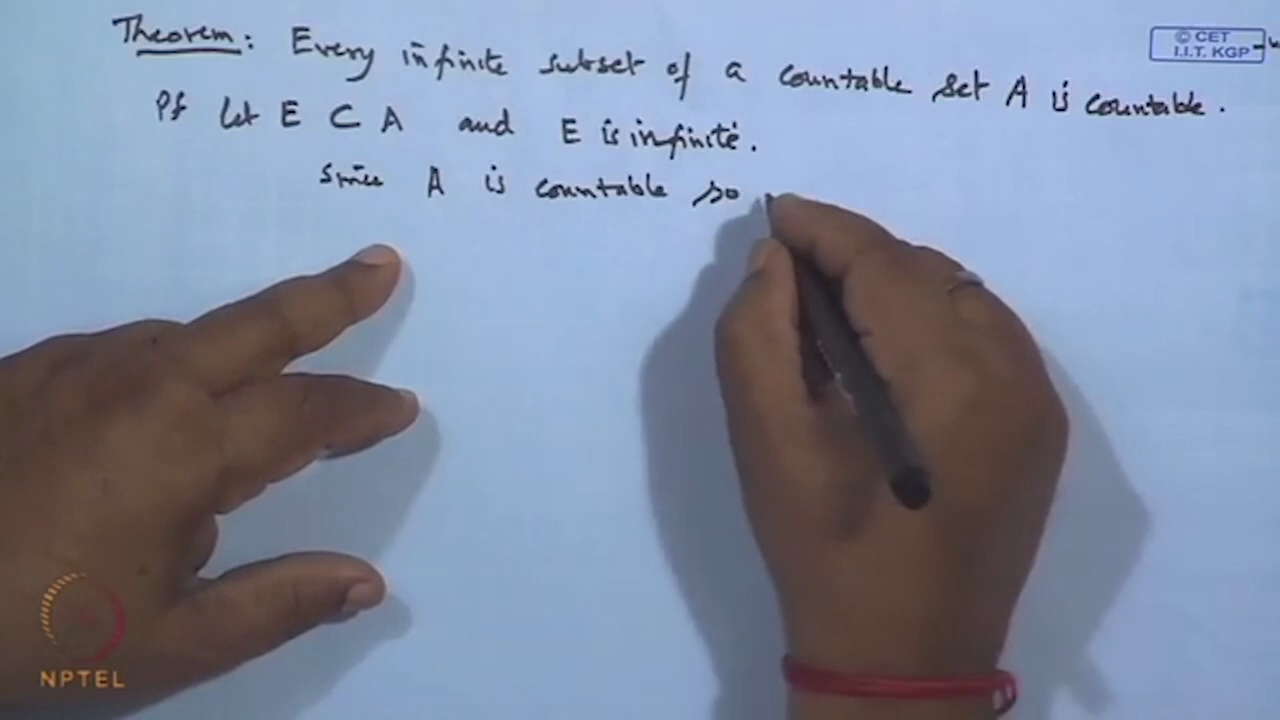 Theorem: Every infinite subset of a countable set A is countable.
© CET
I.I.T. KGP
Pf let E ⊂ A and E is infinite.
Since A is countable so
NPTEL